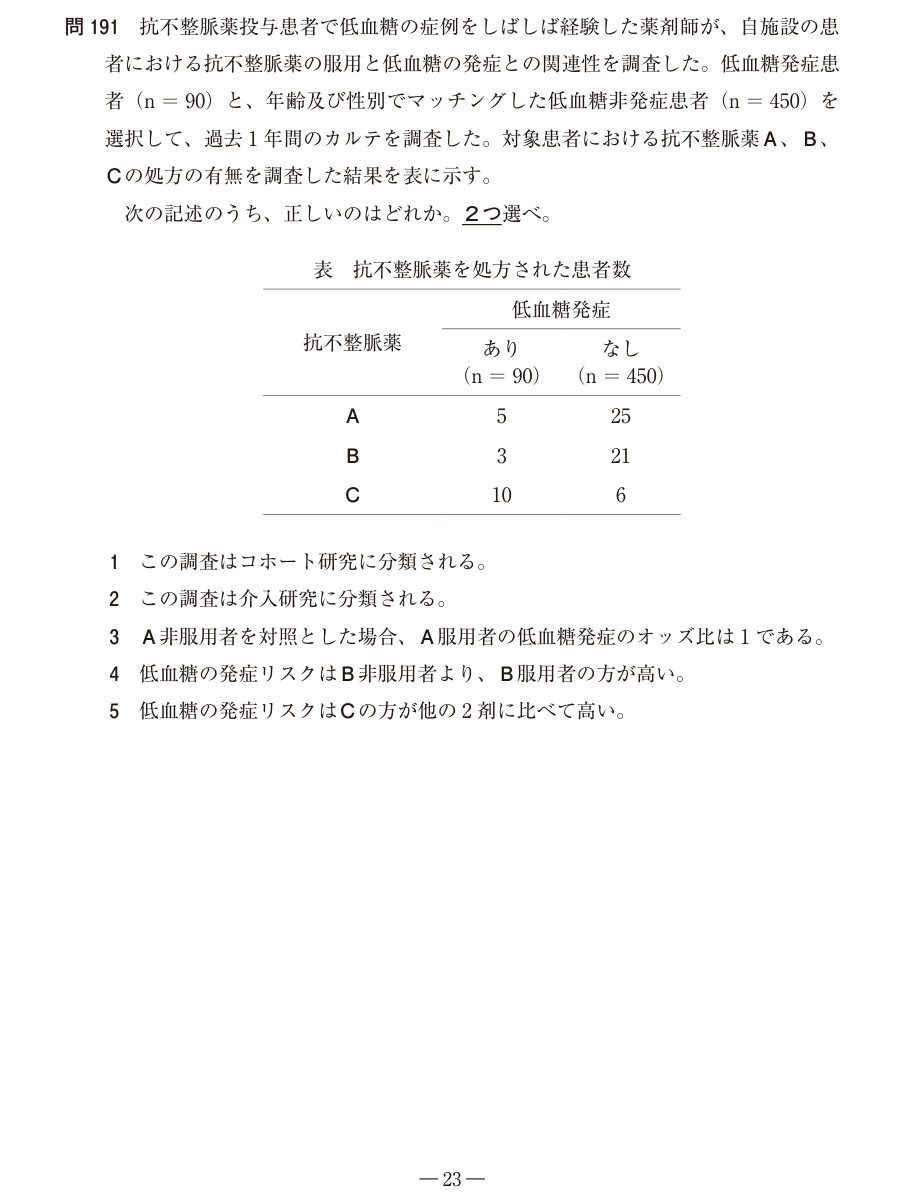 問 191　抗不整脈薬投与患者で低血糖の症例をしばしば経験した薬剤師が、自施設の患
者における抗不整脈薬の服用と低血糖の発症との関連性を調査した。低血糖発症患
者（n = 90）と、年齢及び性別でマッチングした低血糖非発症患者（n = 450）を
選択して、過去１年間のカルテを調査した。対象患者における抗不整脈薬Ａ、Ｂ、
Ｃの処方の有無を調査した結果を表に示す。
次の記述のうち、正しいのはどれか。２つ選べ。
表　抗不整脈薬を処方された患者数
低血糖発症
抗不整脈薬
あり　なし
（n = 90）　（n = 450）
A　5　25
B　3　21
C　10　6
1　この調査はコホート研究に分類される。
2　この調査は介入研究に分類される。
3　Ａ非服用者を対照とした場合、Ａ服用者の低血糖発症のオッズ比は１である。
4　低血糖の発症リスクはＢ非服用者より、Ｂ服用者の方が高い。
5　低血糖の発症リスクはＣの方が他の２剤に比べて高い。
― 23 ―